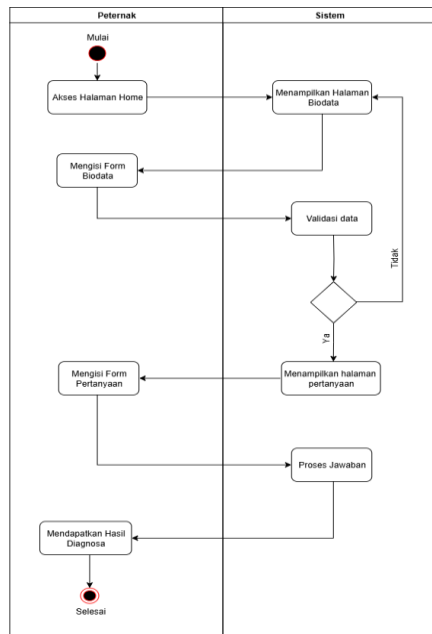 Peternak
Sistem
Mulai
Akses Halaman Home
Menampilkan Halaman
Biodata
Mengisi Form
Biodata
Validasi data
Tidak
Ya
Mengisi Form
Pertanyaan
Menampilkan halaman
pertanyaan
Proses Jawaban
Mendapatkan Hasil
Diagnosa
Selesai